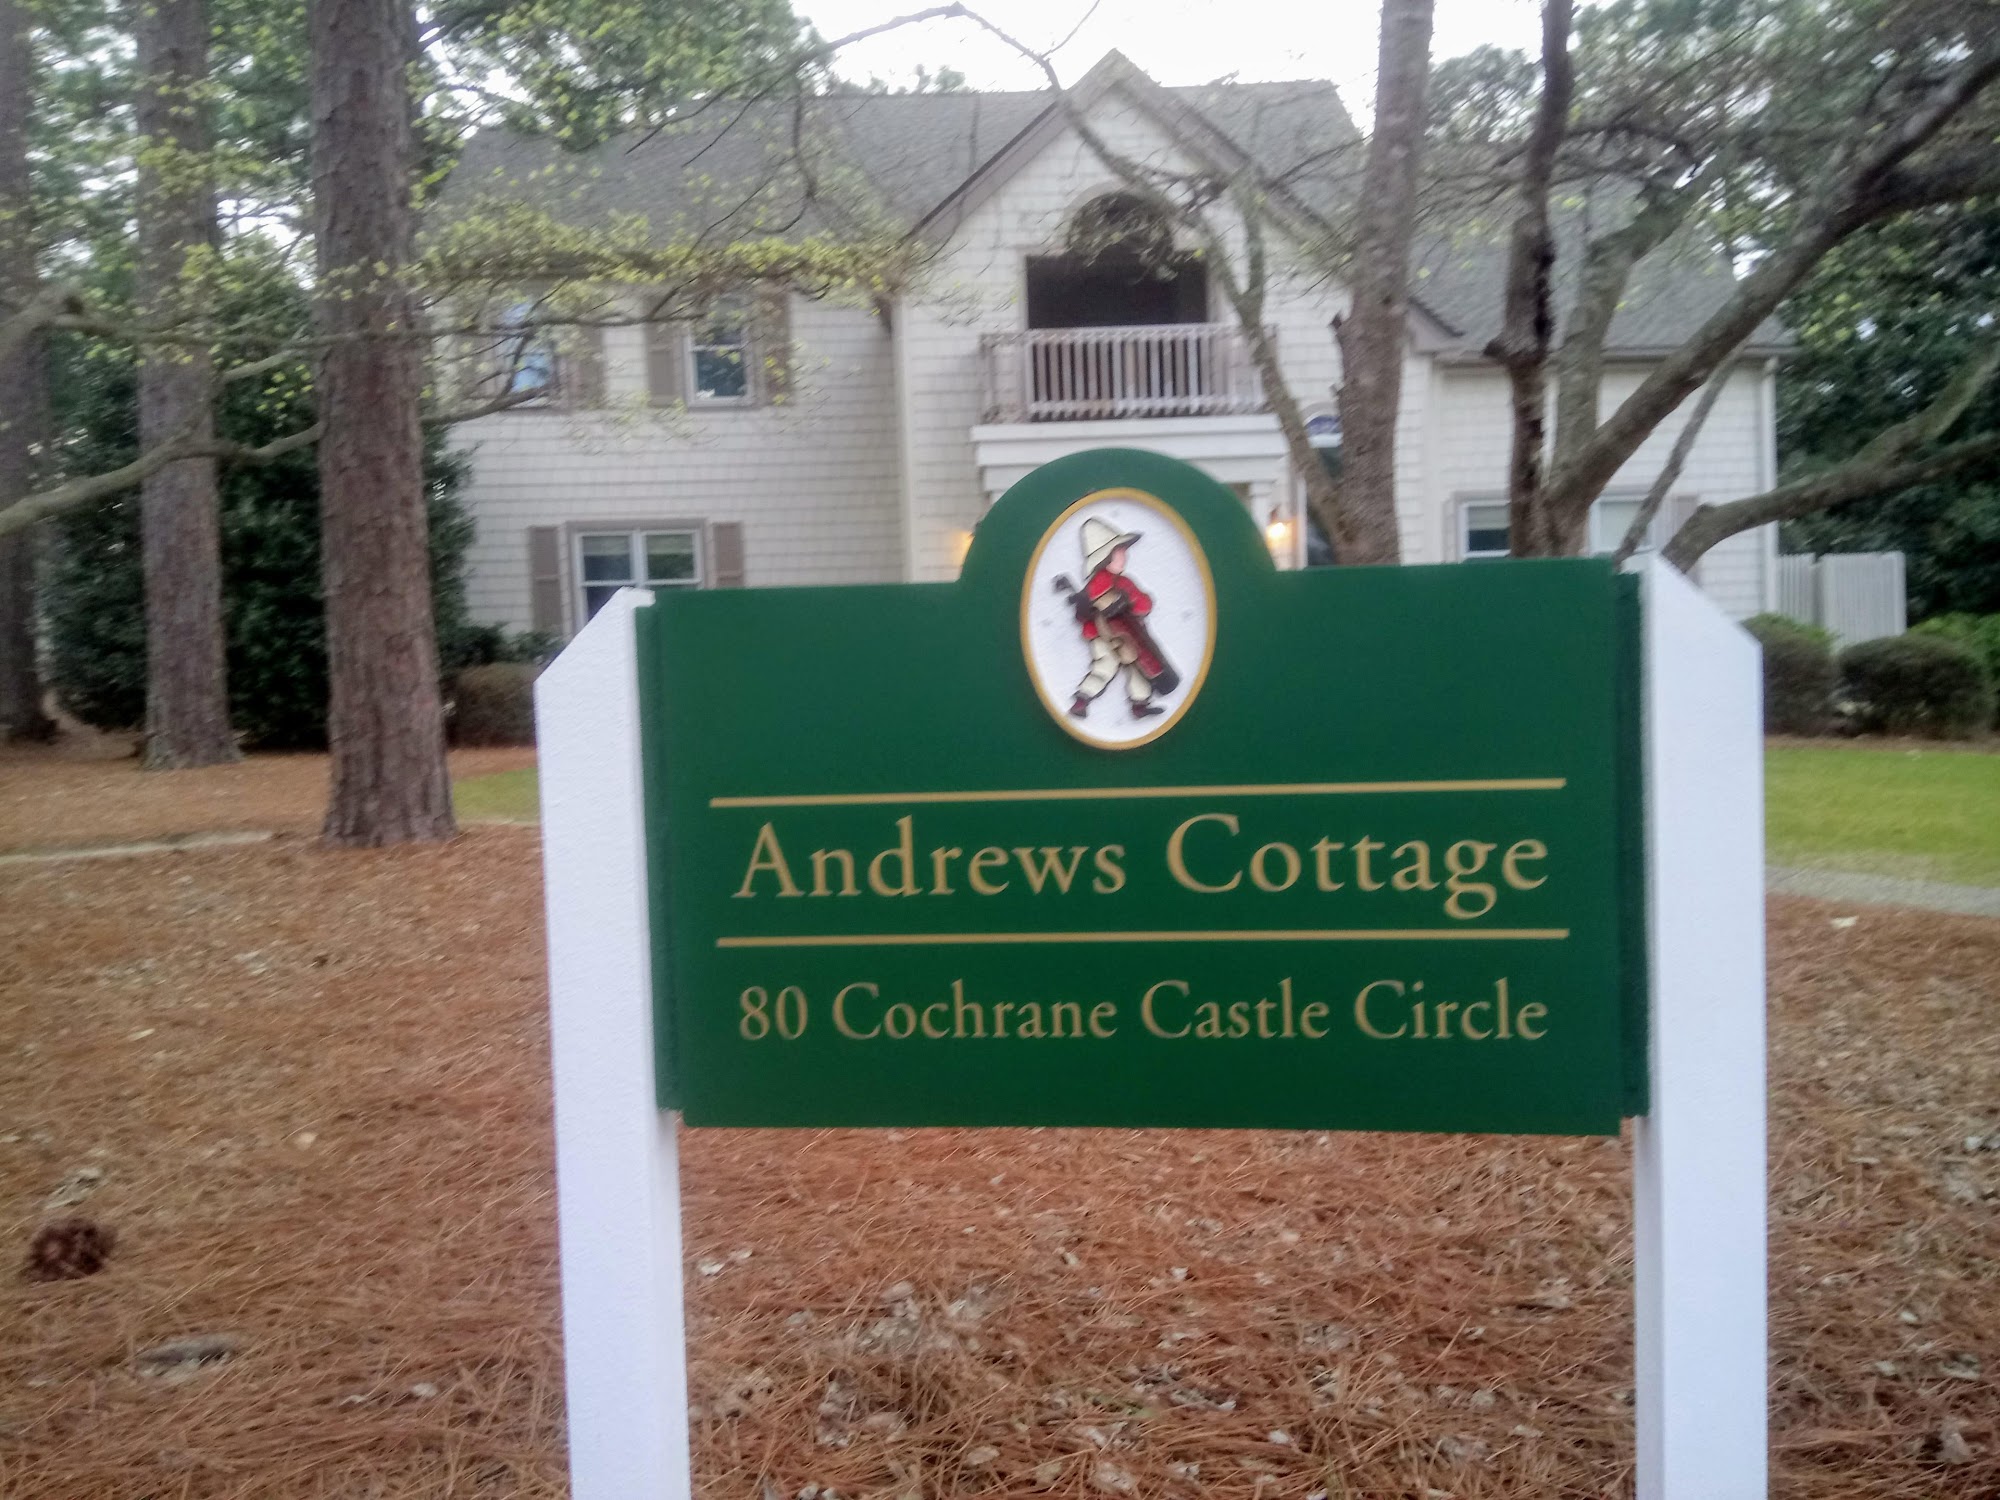 Andrews Cottage
80 Cochrane Castle Circle